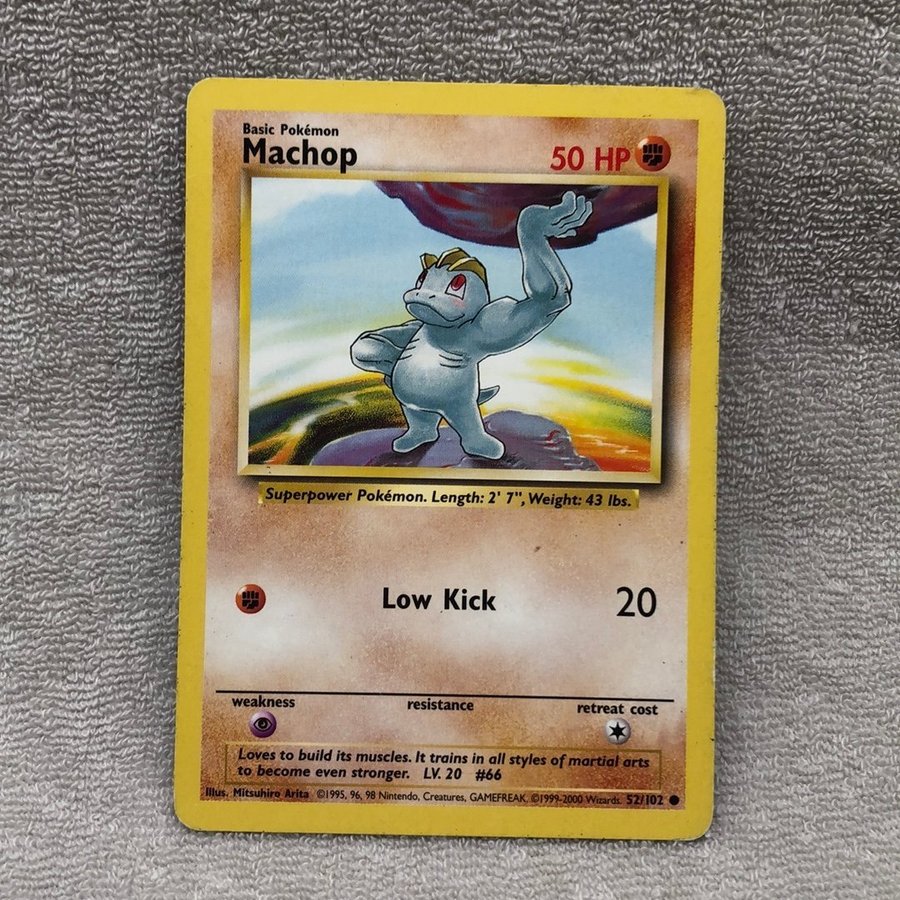 Basic Pokémon
Machop
50 HP
Superpower Pokémon. Length: 2' 7", Weight: 43 lbs.
Low Kick 20
weakness resistance retreat cost
Loves to build its muscles. It trains in all styles of martial arts
to become even stronger. LV. 20 #66
Illus. Mitsuhiro Arita ©1995, 96, 98 Nintendo, Creatures, GAMEFREAK. ©1999-2000 Wizards. 52/102 ●